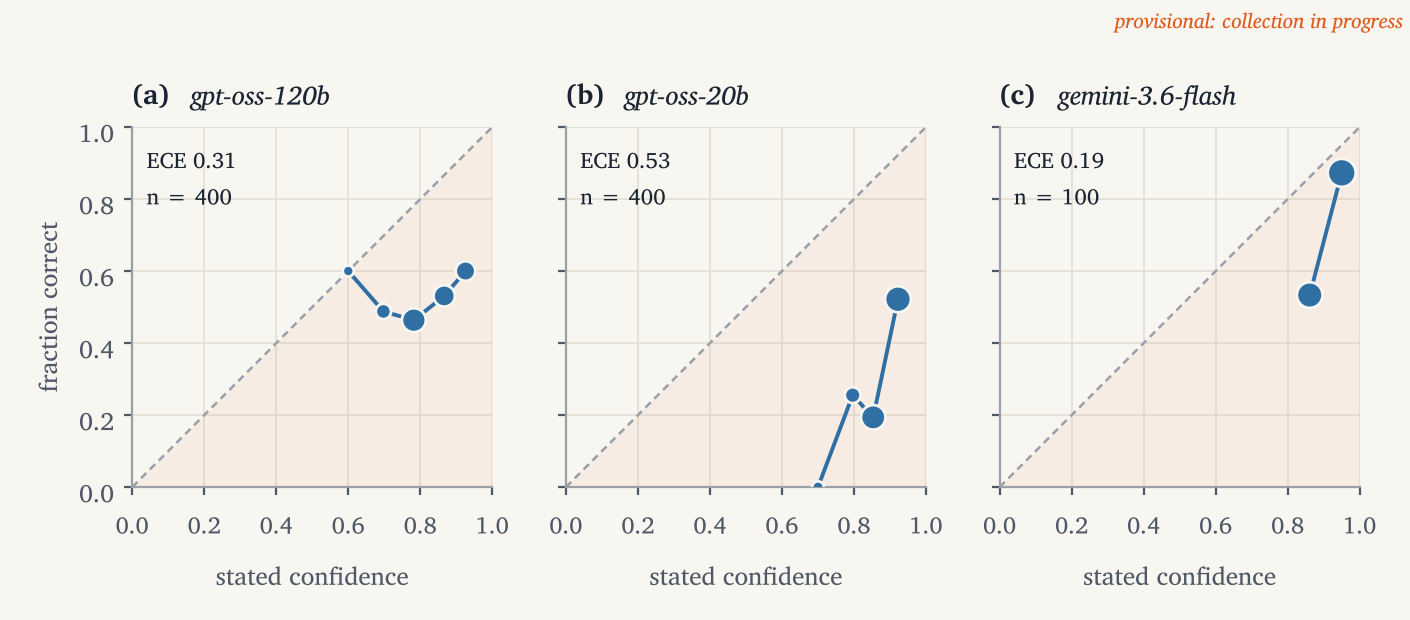 provisional: collection in progress
(a) gpt-oss-120b
ECE 0.31
n = 400
fraction correct
1.0
0.8
0.6
0.4
0.2
0.0
0.0 0.2 0.4 0.6 0.8 1.0
stated confidence
(b) gpt-oss-20b
ECE 0.53
n = 400
0.0 0.2 0.4 0.6 0.8 1.0
stated confidence
(c) gemini-3.6-flash
ECE 0.19
n = 100
0.0 0.2 0.4 0.6 0.8 1.0
stated confidence